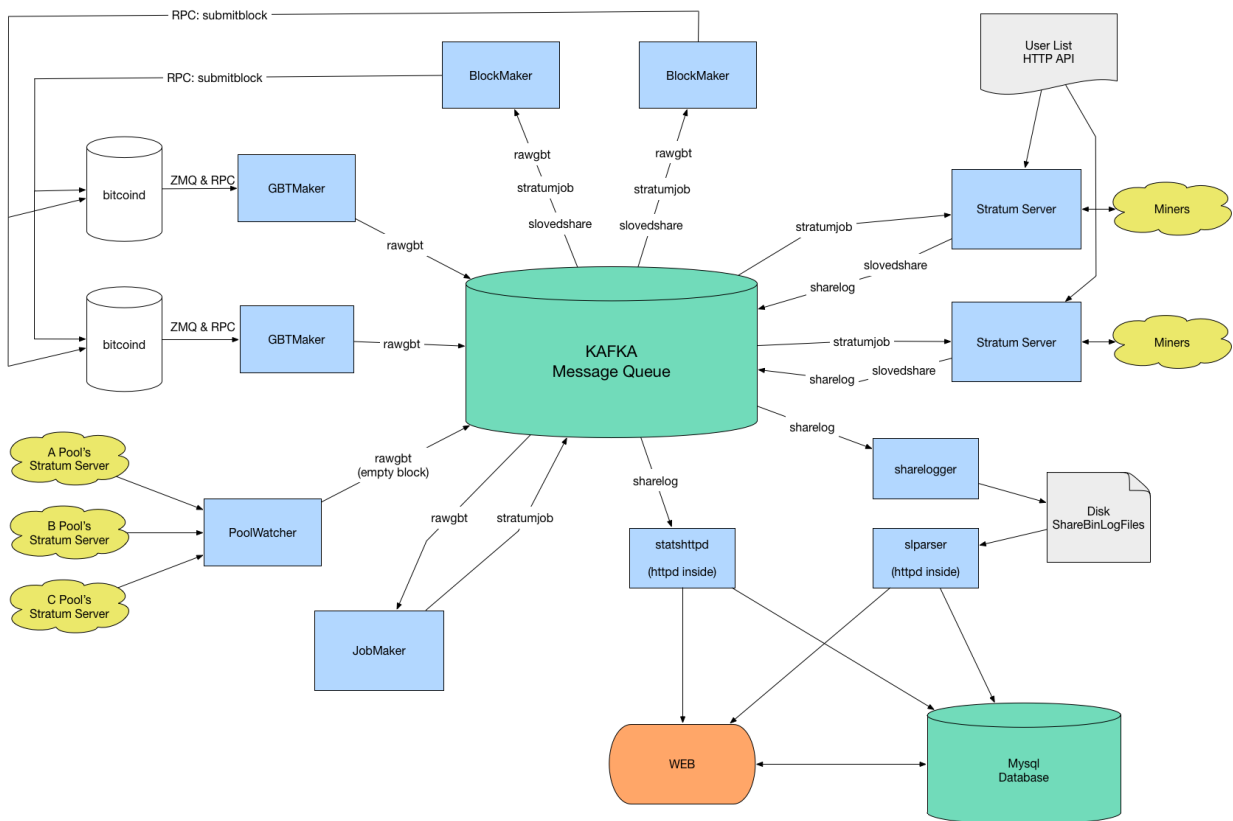 RPC: submitblock
User List
HTTP API
BlockMaker
BlockMaker
RPC: submitblock
rawgbt
rawgbt
bitcoind
ZMQ & RPC
GBTMaker
stratumjob
stratumjob
Stratum Server
Miners
slovedshare
slovedshare
stratumjob
rawgbt
slovedshare
sharelog
bitcoind
ZMQ & RPC
GBTMaker
rawgbt
KAFKA
Message Queue
stratumjob
Stratum Server
Miners
slovedshare
sharelog
sharelog
A Pool's
Stratum Server
rawgbt
(empty block)
sharelogger
sharelog
B Pool's
Stratum Server
PoolWatcher
rawgbt
stratumjob
Disk
ShareBinLogFiles
statshttpd
(httpd inside)
slparser
(httpd inside)
C Pool's
Stratum Server
JobMaker
WEB
Mysql
Database